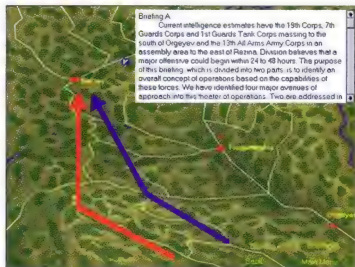 Briefing A
Current intelligence estimates have the 19th Corps, 7th
Guards Corps and 1st Guards Tank Corps massing to the
south of Orgeyev and the 13th All Arms Army Corps in an
assembly area to the east of Rezina. Division believes that a
major offensive could begin within 24 to 48 hours. The purpose
of this briefing, which is divided into two parts, is to identify an
overall concept of operations based on the capabilities of
these forces. We have identified four major avenues of
approach into this theater of operations. Two are addressed in